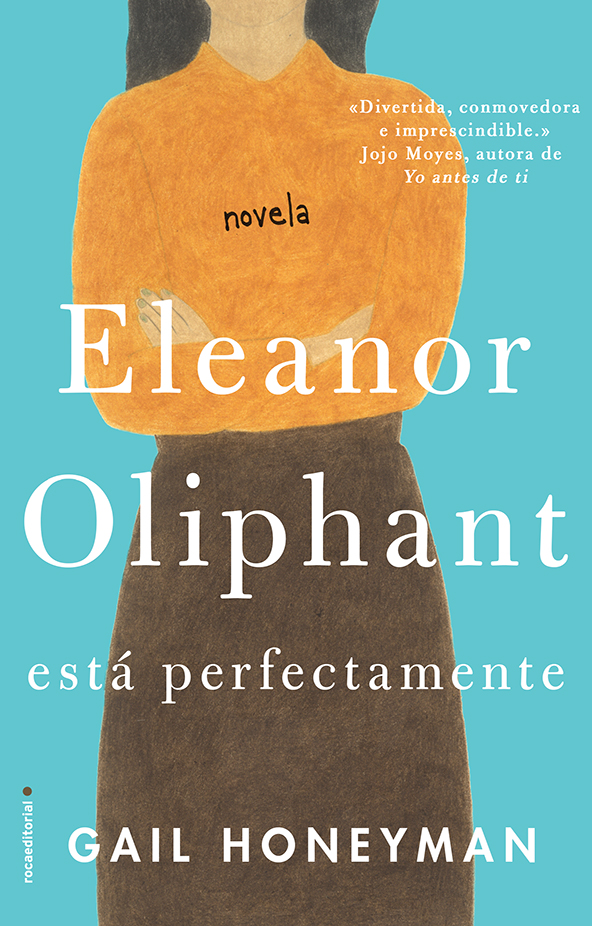 «Divertida, conmovedora
e imprescindible.»
Jojo Moyes, autora de
Yo antes de ti
novela
Eleanor
Oliphant
está perfectamente
GAIL HONEYMAN
rocaeditorial